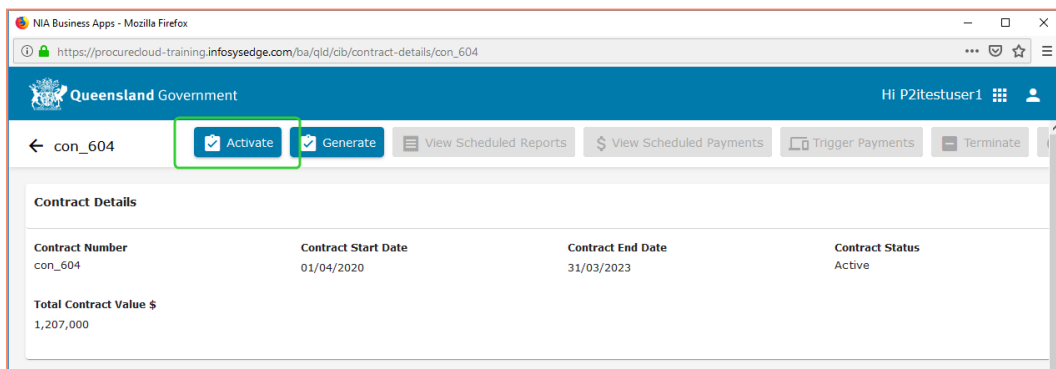 NIA Business Apps - Mozilla Firefox
https://procurecloud-training.infosysedge.com/ba/qld/cib/contract-details/con_604
Queensland Government Hi P2itestuser1
con_604 Activate Generate View Scheduled Reports $ View Scheduled Payments Trigger Payments Terminate
Contract Details
Contract Number Contract Start Date Contract End Date Contract Status
con_604 01/04/2020 31/03/2023 Active
Total Contract Value $
1,207,000